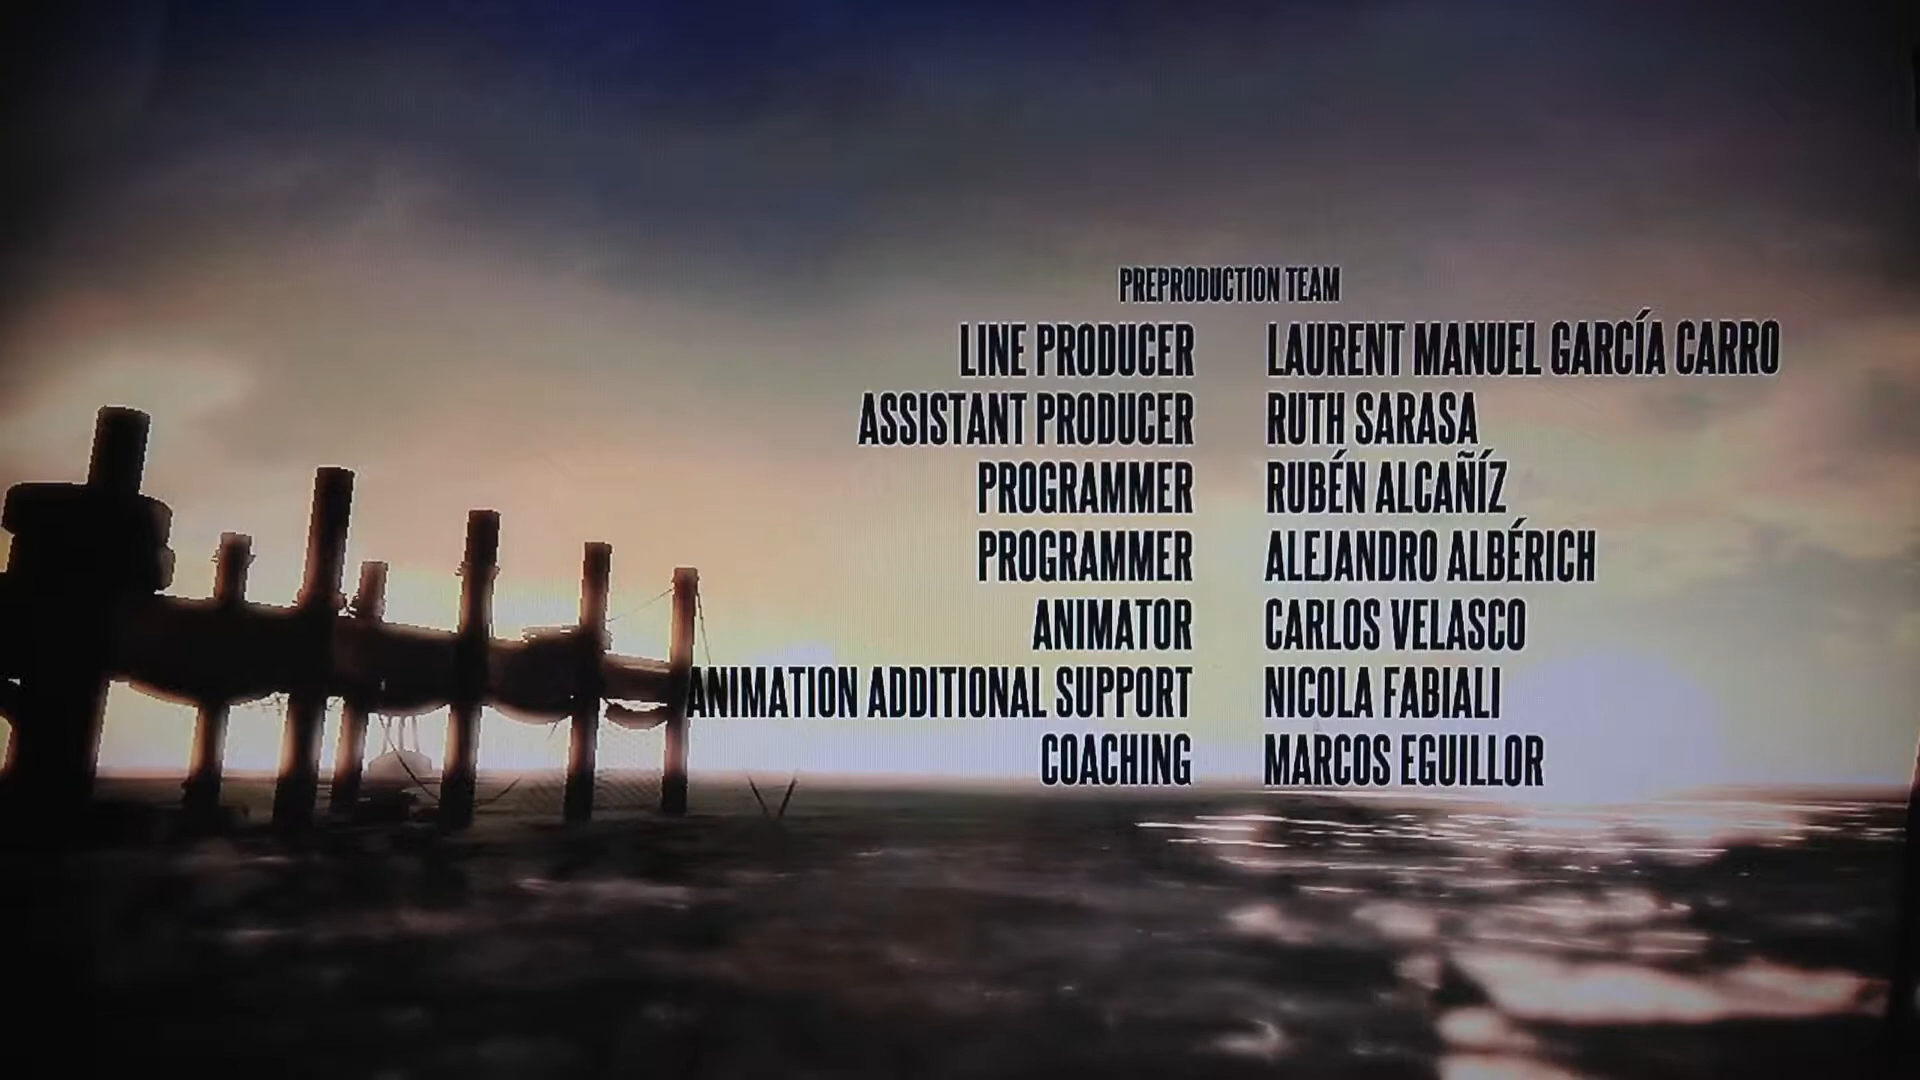 PREPRODUCTION TEAM
LINE PRODUCER LAURENT MANUEL GARCÍA CARRO
ASSISTANT PRODUCER RUTH SARASA
PROGRAMMER RUBÉN ALCAÑÍZ
PROGRAMMER ALEJANDRO ALBÉRICH
ANIMATOR CARLOS VELASCO
ANIMATION ADDITIONAL SUPPORT NICOLA FABIALI
COACHING MARCOS EGUILLOR